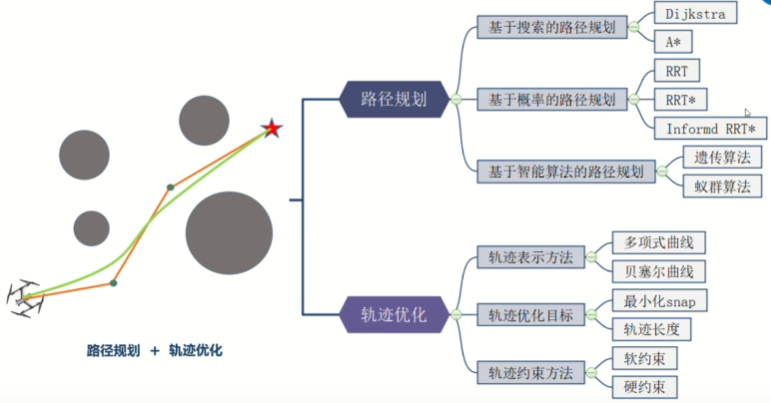 路径规划 + 轨迹优化
路径规划
基于搜索的路径规划
Dijkstra
A*
基于概率的路径规划
RRT
RRT*
Informd RRT*
基于智能算法的路径规划
遗传算法
蚁群算法
轨迹优化
轨迹表示方法
多项式曲线
贝塞尔曲线
轨迹优化目标
最小化snap
轨迹长度
轨迹约束方法
软约束
硬约束